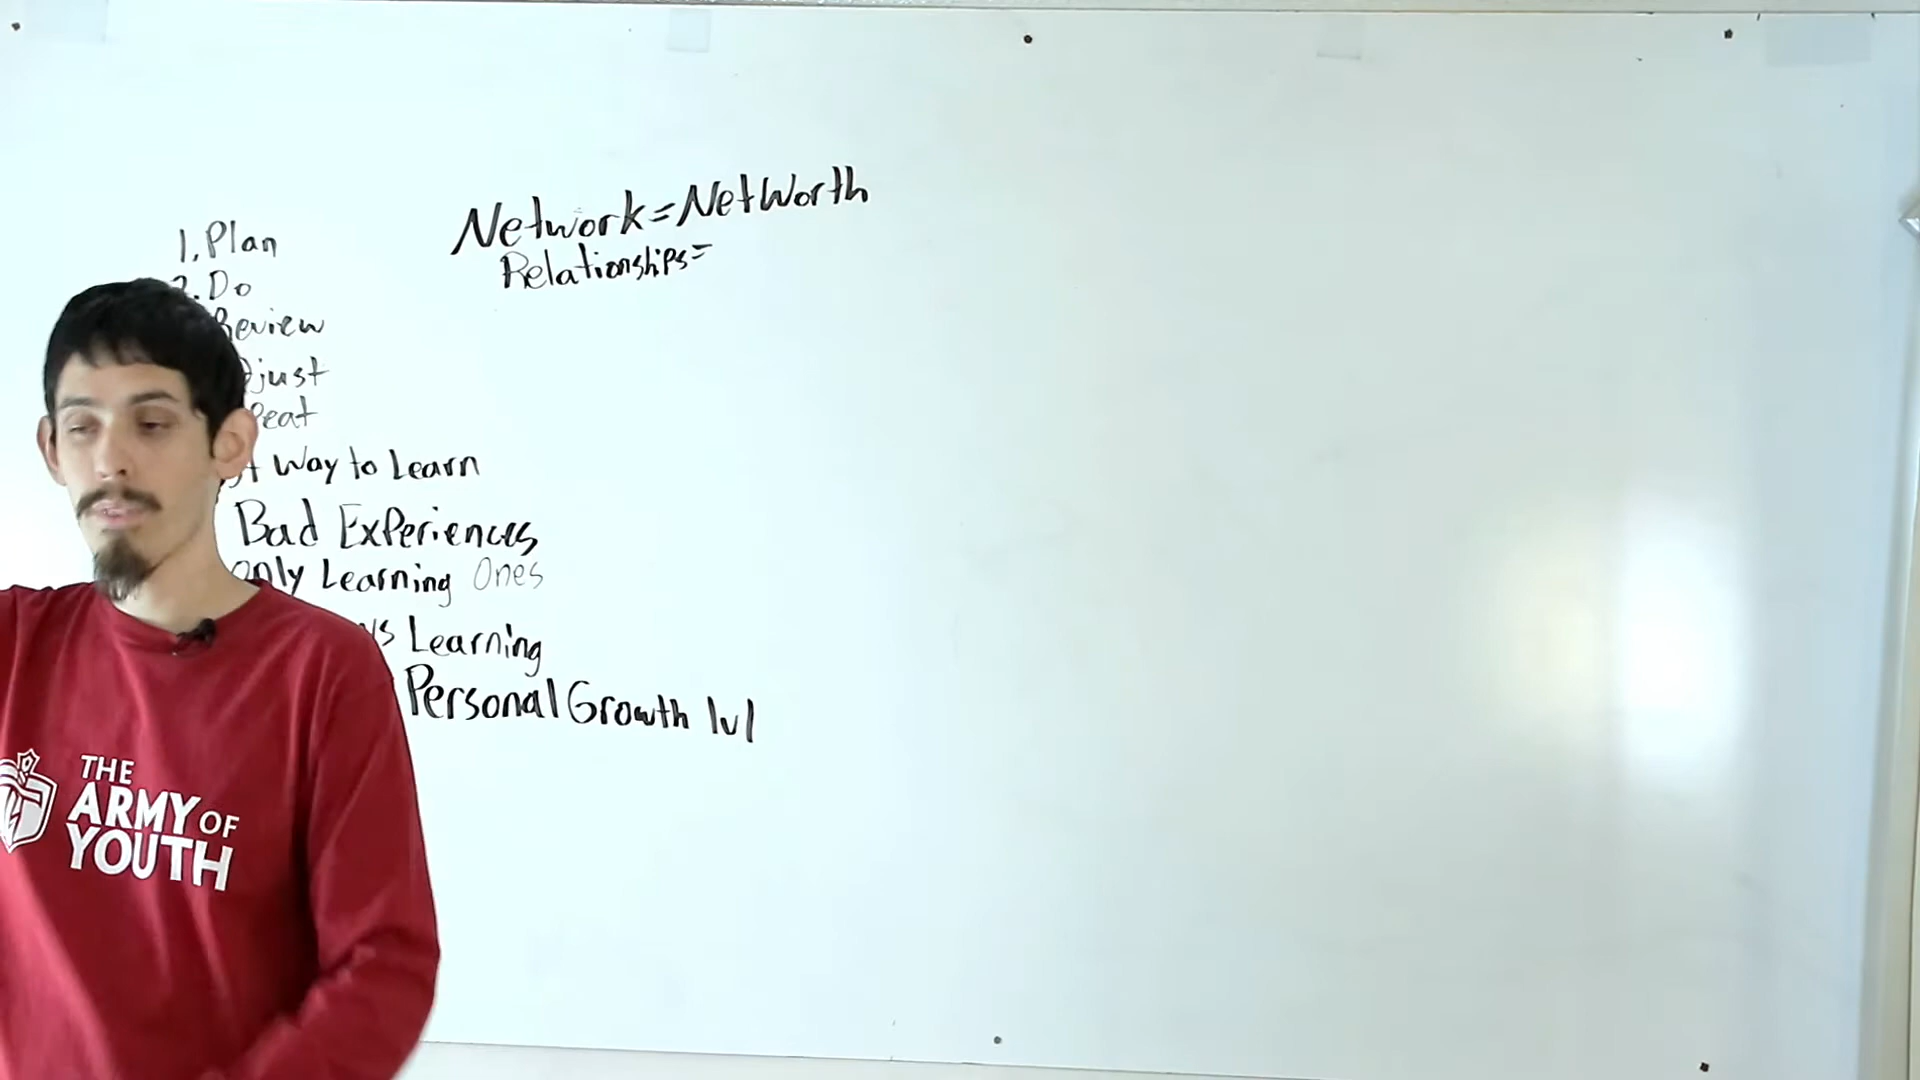 1. Plan
2. Do
Review
just
peat
Way to Learn
Bad Experiences
only Learning Ones
Learning
Personal Growth lvl
Network = NetWorth
Relationships =
THE
ARMY OF
YOUTH